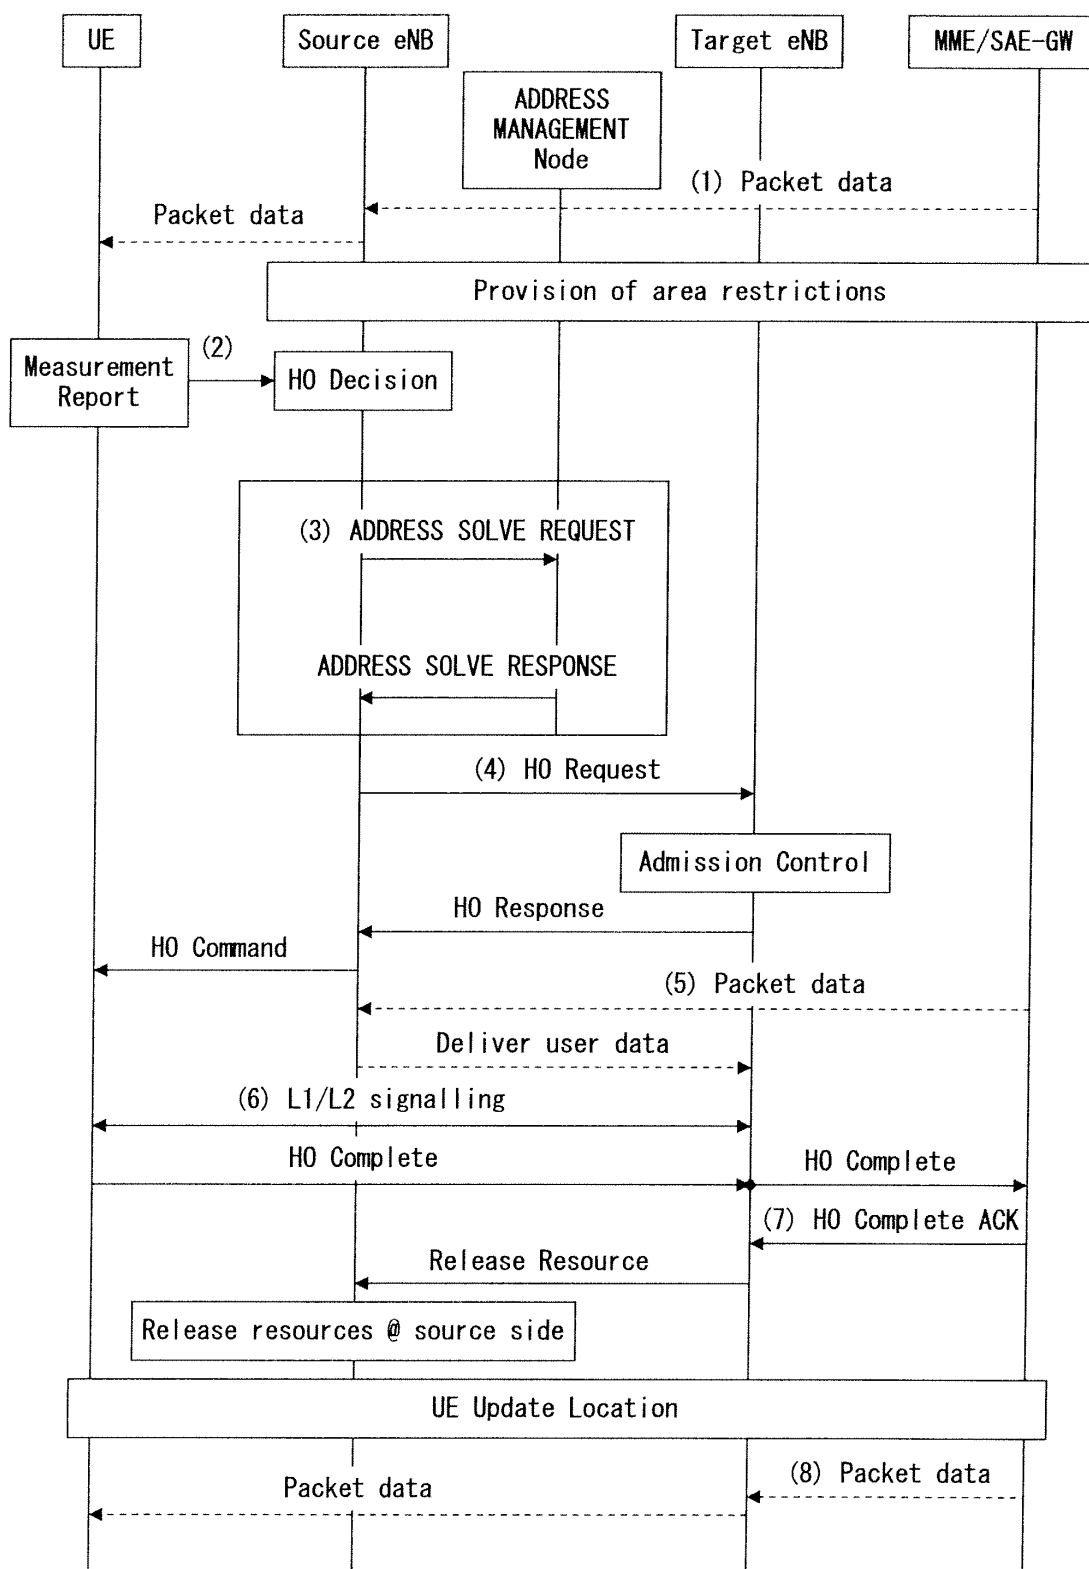 UE
Source eNB
Target eNB
MME/SAE-GW
ADDRESS
MANAGEMENT
Node
(1) Packet data
Packet data
Provision of area restrictions
Measurement
Report
(2)
HO Decision
(3) ADDRESS SOLVE REQUEST
ADDRESS SOLVE RESPONSE
(4) HO Request
Admission Control
HO Response
HO Command
(5) Packet data
Deliver user data
(6) L1/L2 signalling
HO Complete
HO Complete
(7) HO Complete ACK
Release Resource
Release resources @ source side
UE Update Location
(8) Packet data
Packet data